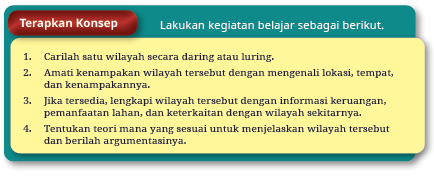 Terapkan Konsep
Lakukan kegiatan belajar sebagai berikut.
1. Carilah satu wilayah secara daring atau luring.
2. Amati kenampakan wilayah tersebut dengan mengenali lokasi, tempat,
dan kenampakannya.
3. Jika tersedia, lengkapi wilayah tersebut dengan informasi keruangan,
pemanfaatan lahan, dan keterkaitan dengan wilayah sekitarnya.
4. Tentukan teori mana yang sesuai untuk menjelaskan wilayah tersebut
dan berilah argumentasinya.